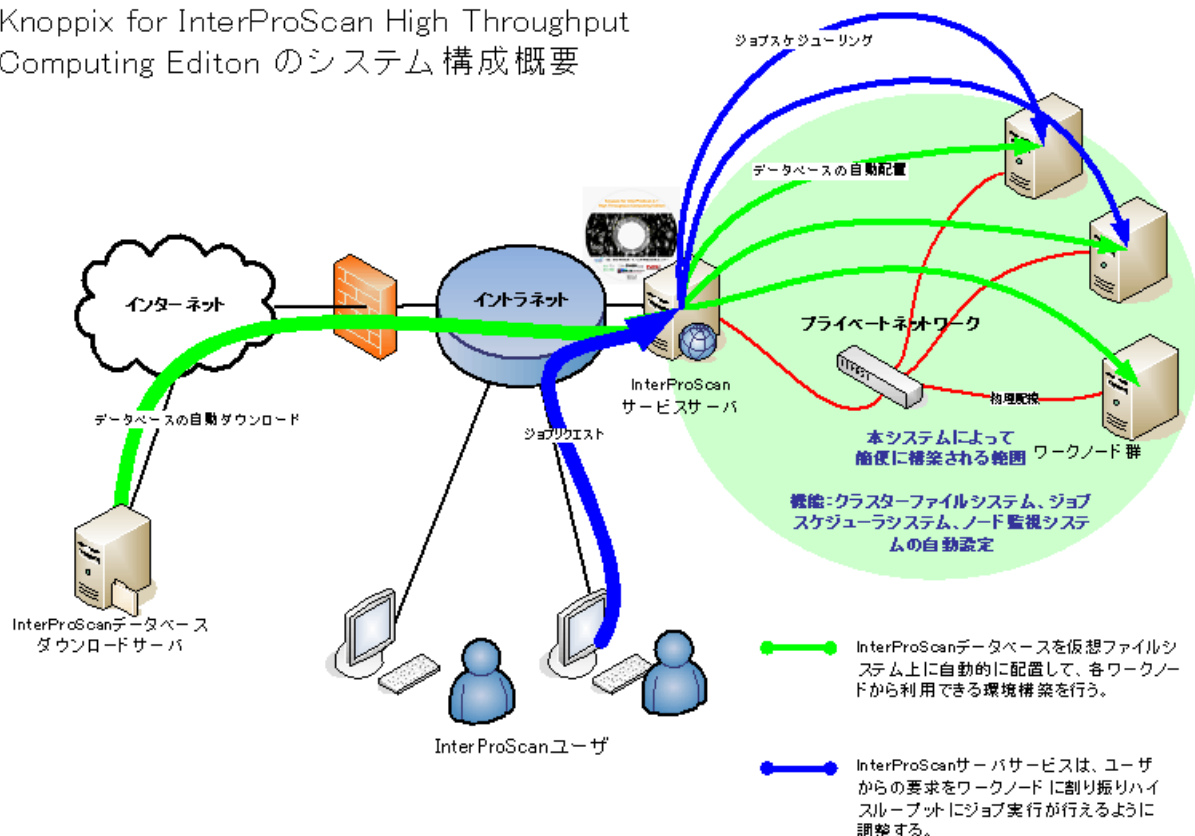 Knoppix for InterProScan High Throughput
Computing Editon のシステム構成概要
ジョブスケジューリング
データベースの自動配置
インターネット
イントラネット
プライベートネットワーク
InterProScan
サービスサーバ
物理配線
データベースの自動ダウンロード
ジョブリクエスト
本システムによって
簡便に構築される範囲
ワークノード群
機能:クラスターファイルシステム、ジョブ
スケジューラシステム、ノード監視システ
ムの自動設定
InterProScanデータベース
ダウンロードサーバ
InterProScanユーザ
InterProScanデータベースを仮想ファイルシ
ステム上に自動的に配置して、各ワークノー
ドから利用できる環境構築を行う。
InterProScanサーバサービスは、ユーザ
からの要求をワークノードに割り振りハイ
スループットにジョブ実行が行えるように
調整する。